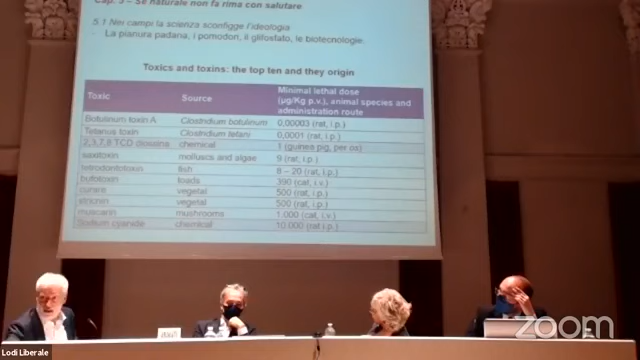 Cap. 5 – Se naturale non fa rima con salutare
5.1 Nei campi la scienza sconfigge l'ideologia
- La pianura padana, i pomodori, il glifosato, le biotecnologie.
Toxics and toxins: the top ten and they origin
Toxic Source Minimal lethal dose
(µg/Kg p.v.), animal species and
administration route
Botulinum toxin A Clostridium botulinum 0,00003 (rat, i.p.)
Tetanus toxin Clostridium tetani 0,0001 (rat, i.p.)
2,3,7,8 TCD dioxine chemical 1 (guinea pig, per os)
saxitoxin molluscs and algae 9 (rat, i.p.)
fish 8 – 20 (rat, i.p.)
bufotoxin toads 390 (cat, i.v.)
curare vegetal 500 (rat, i.p.)
vegetal 500 (rat, i.p.)
muscarin mushrooms 1.000 (cat, i.v.)
Sodium cyanide chemical 10.000 (rat i.p.)
Lodi Liberale
zoom